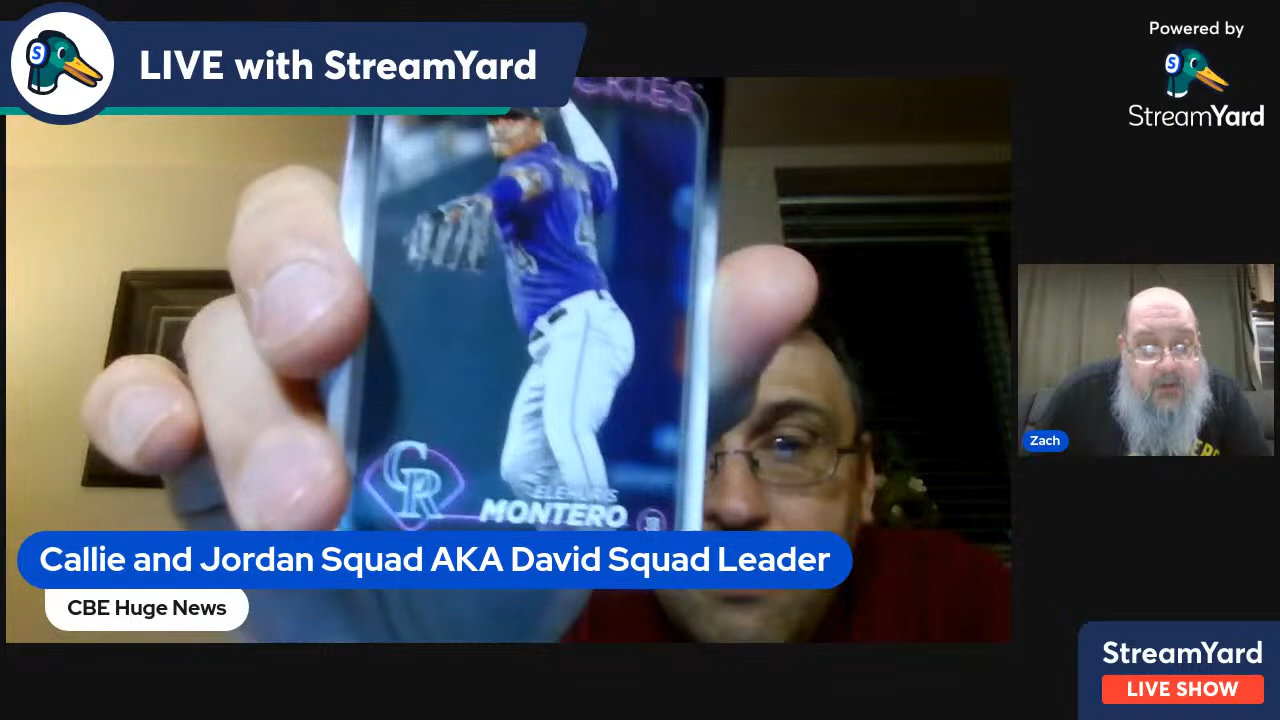 LIVE with StreamYard
Powered by
StreamYard
CKIES
ELEHURIS
MONTERO
Zach
Callie and Jordan Squad AKA David Squad Leader
CBE Huge News
StreamYard
LIVE SHOW